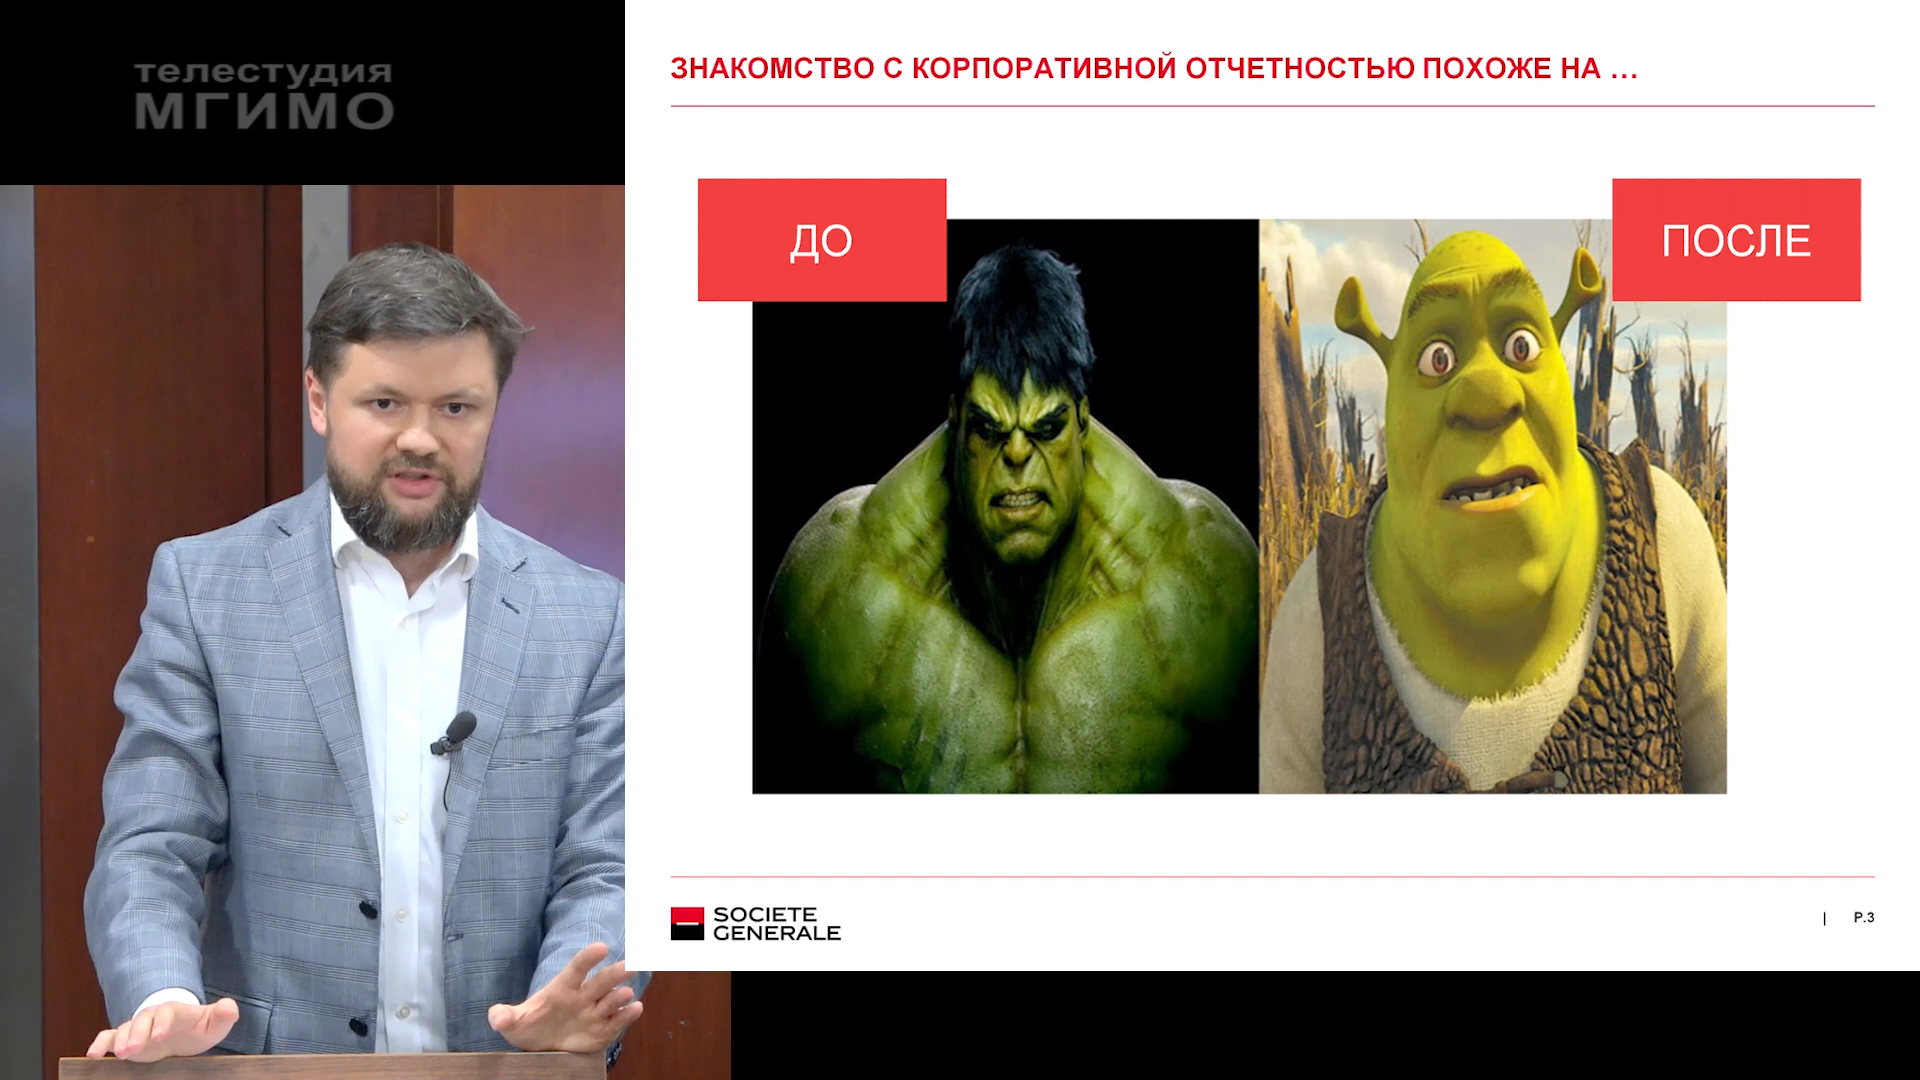 телестудия
МГИМО
ЗНАКОМСТВО С КОРПОРАТИВНОЙ ОТЧЕТНОСТЬЮ ПОХОЖЕ НА …
ДО
ПОСЛЕ
SOCIETE
GENERALE
| P.3